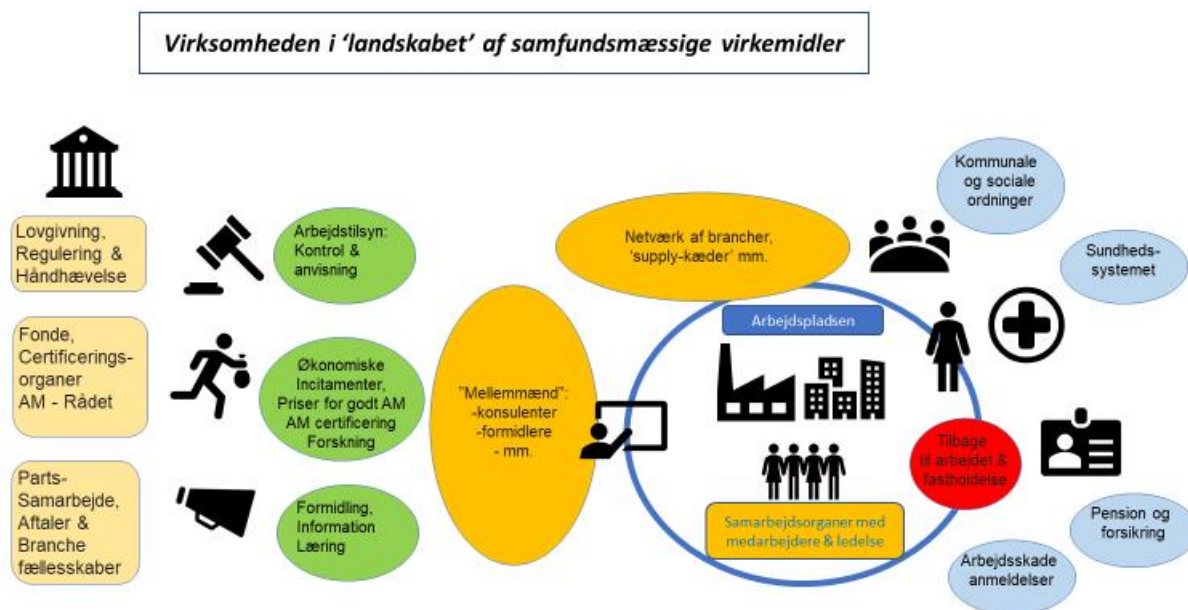 Virksomheden i 'landskabet' af samfundsmæssige virkemidler
Lovgivning,
Regulering &
Håndhævelse
Arbejdstilsyn:
Kontrol &
anvisning
Fonde,
Certificerings-
organer
AM - Rådet
Økonomiske
Incitamenter,
Priser for godt AM
AM certificering
Forskning
Parts-
Samarbejde,
Aftaler &
Branche
fællesskaber
Formidling,
Information
Læring
"Mellemmænd":
-konsulenter
-formidlere
- mm.
Netværk af brancher,
'supply-kæder' mm.
Arbejdspladsen
Samarbejdsorganer med
medarbejdere & ledelse
Tilbage
til arbejdet &
fastholdelse
Kommunale
og sociale
ordninger
Sundheds-
systemet
Pension og
forsikring
Arbejdsskade
anmeldelser